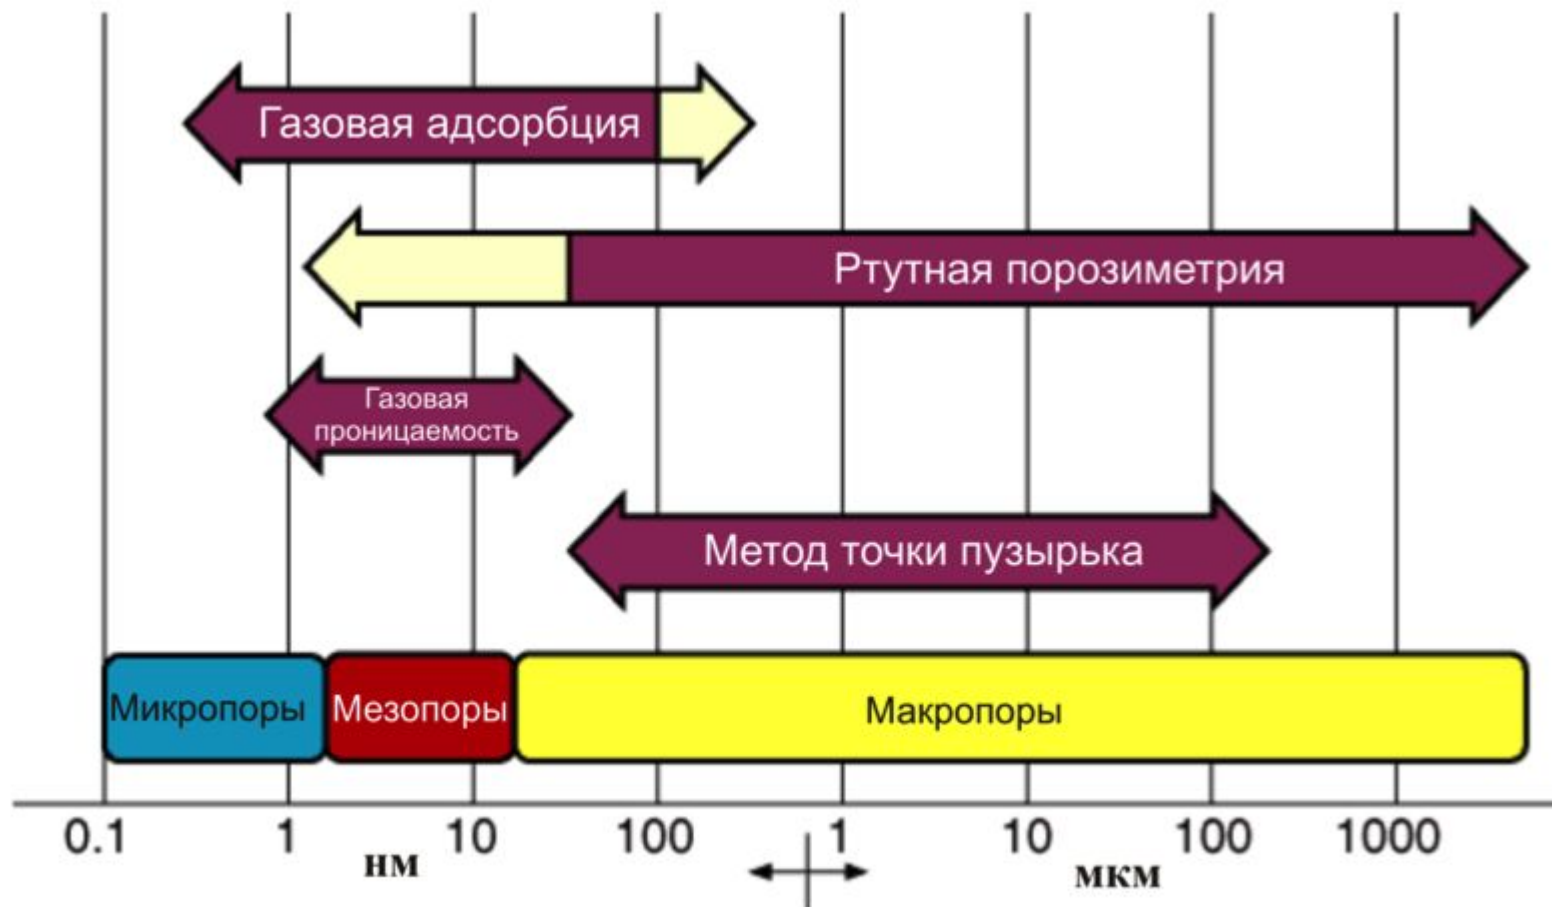 Газовая адсорбция
Ртутная порозиметрия
Газовая
проницаемость
Метод точки пузырька
Микропоры Мезопоры Макропоры
0.1 1 10 100 1 10 100 1000
нм мкм